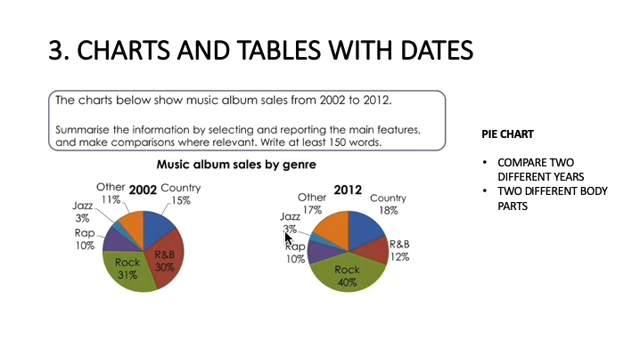 3. CHARTS AND TABLES WITH DATES
The charts below show music album sales from 2002 to 2012.
Summarise the information by selecting and reporting the main features,
and make comparisons where relevant. Write at least 150 words.
PIE CHART
• COMPARE TWO
DIFFERENT YEARS
• TWO DIFFERENT BODY
PARTS
Music album sales by genre
2002
Other
11%
Country
15%
Jazz
3%
Rap
10%
R&B
30%
Rock
31%
2012
Other
17%
Country
18%
Jazz
3%
Rap
10%
R&B
12%
Rock
40%